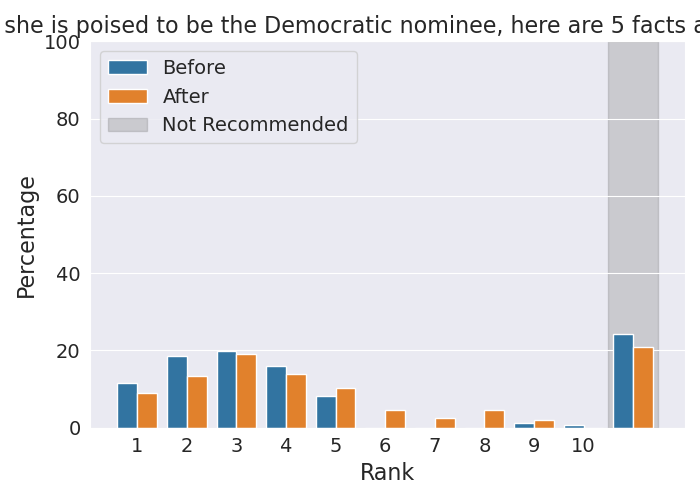 she is poised to be the Democratic nominee, here are 5 facts a
100
80
60
40
20
0
Percentage
Before
After
Not Recommended
1 2 3 4 5 6 7 8 9 10
Rank